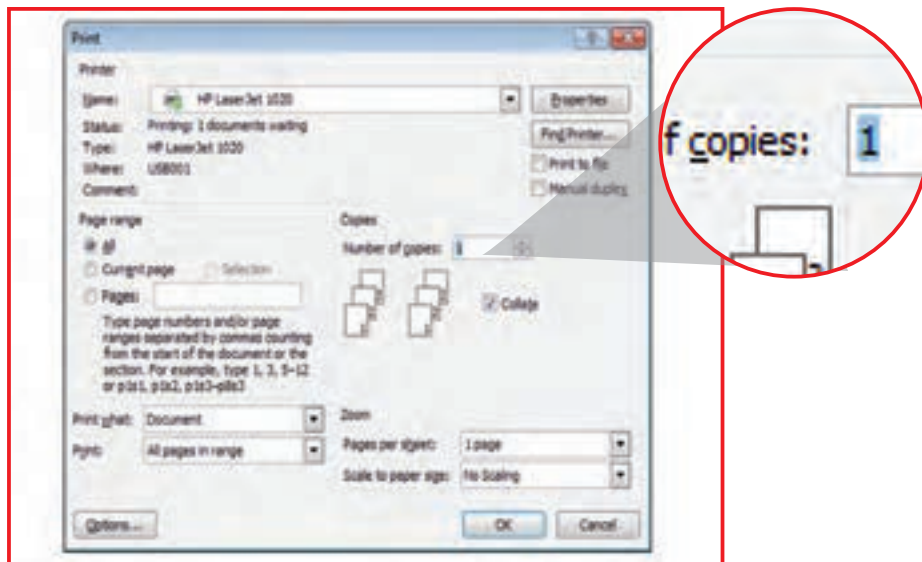 Print
Printer
Name: HP LaserJet 1020 Properties
Status: Printing: 1 documents waiting Find Printer...
Type: HP LaserJet 1020
Where: USB001 Print to file
Comment: Manual duplex
Page range
All
Current page Selection
Pages:
Type page numbers and/or page
ranges separated by commas counting
from the start of the document or the
section. For example, type 1, 3, 5-12
or p1s1, p1s2, p1s3-p8s3
Copies
Number of copies: 1
Collate
f copies: 1
Print what: Document
Print: All pages in range
Zoom
Pages per sheet: 1 page
Scale to paper size: No Scaling
Options... OK Cancel